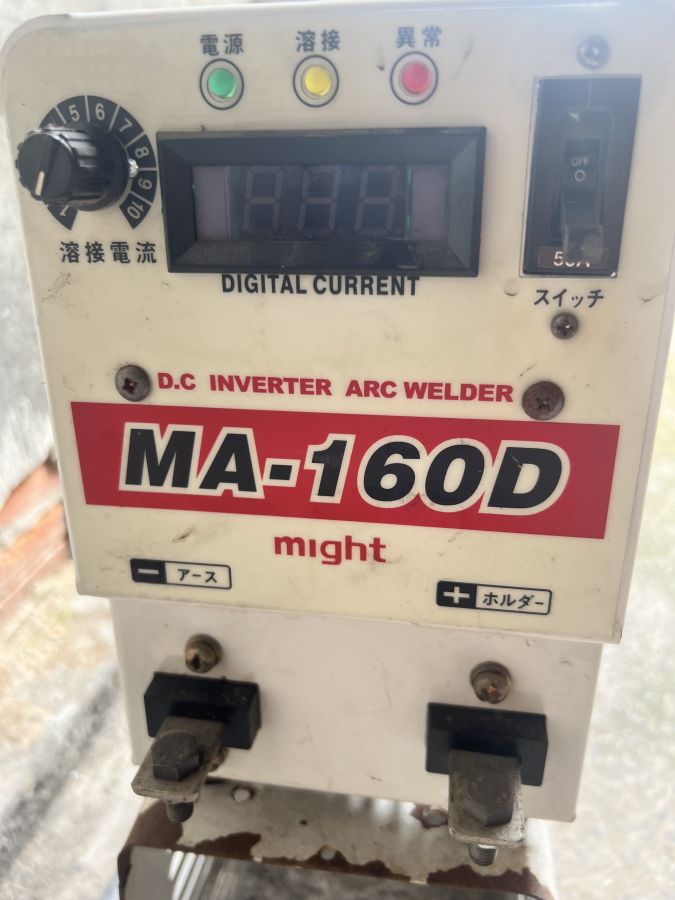 電源 溶接 異常
5 6 7 8 9 10
溶接電流
DIGITAL CURRENT
OFF
スイッチ
D.C INVERTER ARC WELDER
MA-160D
might
− アース
+ ホルダー